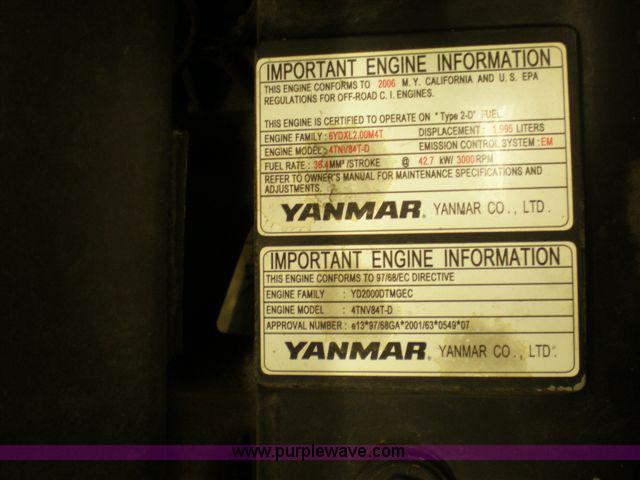 IMPORTANT ENGINE INFORMATION
THIS ENGINE CONFORMS TO 2006 M.Y. CALIFORNIA AND U.S. EPA
REGULATIONS FOR OFF-ROAD C.I. ENGINES.
THIS ENGINE IS CERTIFIED TO OPERATE ON "Type 2-D" FUEL
ENGINE FAMILY : 6YDXL2.00M4T DISPLACEMENT : 1.995 LITERS
ENGINE MODEL : 4TNV84T-D EMISSION CONTROL SYSTEM : EM
FUEL RATE : 36.4MM³/STROKE @ 42.7 kW/ 3000RPM
REFER TO OWNER'S MANUAL FOR MAINTENANCE SPECIFICATIONS AND
ADJUSTMENTS.
YANMAR. YANMAR CO., LTD.
IMPORTANT ENGINE INFORMATION
THIS ENGINE CONFORMS TO 97/68/EC DIRECTIVE
ENGINE FAMILY : YD2000DTMGEC
ENGINE MODEL : 4TNV84T-D
APPROVAL NUMBER : e13*97/68GA*2001/63*0549*07
YANMAR. YANMAR CO., LTD.
www.purplewave.com